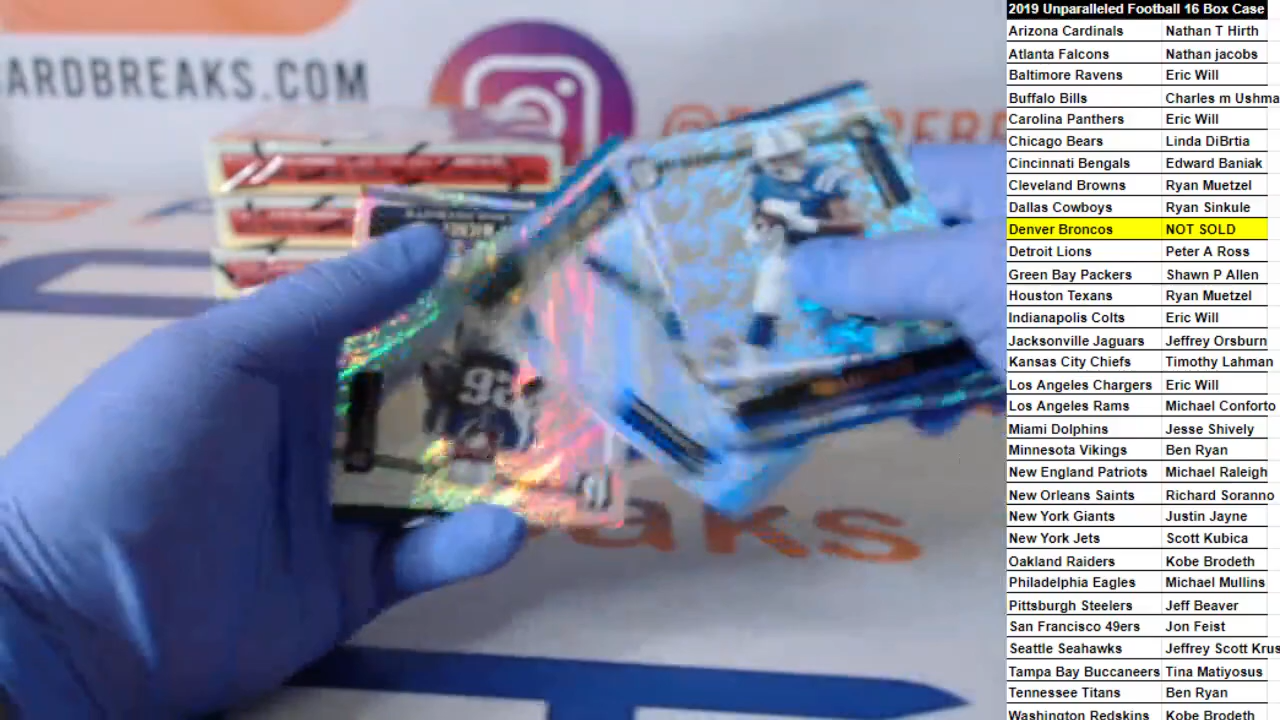 ARDBREAKS.COM
2019 Unparalleled Football 16 Box Case
Arizona Cardinals Nathan T Hirth
Atlanta Falcons Nathan jacobs
Baltimore Ravens Eric Will
Buffalo Bills Charles m Ushma
Carolina Panthers Eric Will
Chicago Bears Linda DiBrtia
Cincinnati Bengals Edward Baniak
Cleveland Browns Ryan Muetzel
Dallas Cowboys Ryan Sinkule
Denver Broncos NOT SOLD
Detroit Lions Peter A Ross
Green Bay Packers Shawn P Allen
Houston Texans Ryan Muetzel
Indianapolis Colts Eric Will
Jacksonville Jaguars Jeffrey Orsburn
Kansas City Chiefs Timothy Lahman
Los Angeles Chargers Eric Will
Los Angeles Rams Michael Conforto
Miami Dolphins Jesse Shively
Minnesota Vikings Ben Ryan
New England Patriots Michael Raleigh
New Orleans Saints Richard Soranno
New York Giants Justin Jayne
New York Jets Scott Kubica
Oakland Raiders Kobe Brodeth
Philadelphia Eagles Michael Mullins
Pittsburgh Steelers Jeff Beaver
San Francisco 49ers Jon Feist
Seattle Seahawks Jeffrey Scott Krus
Tampa Bay Buccaneers Tina Matiyosus
Tennessee Titans Ben Ryan
Washington Redskins Kobe Brodeth